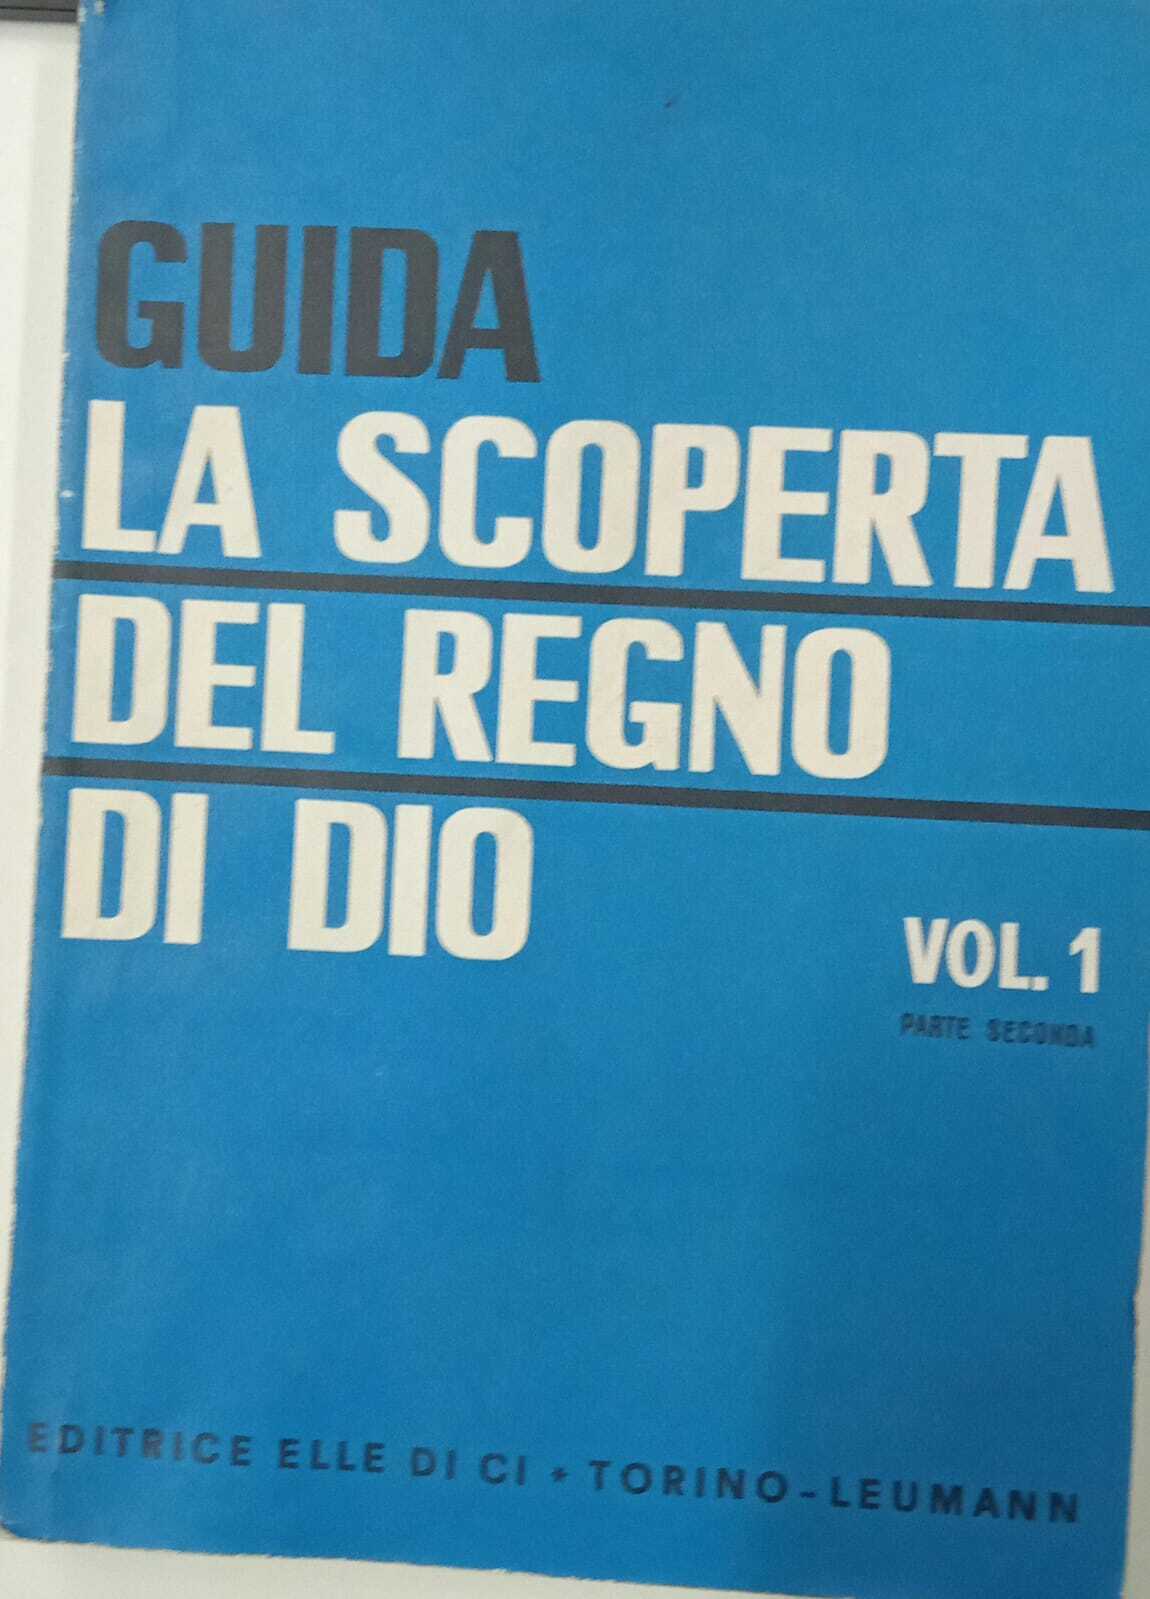 GUIDA
LA SCOPERTA
DEL REGNO
DI DIO
VOL. 1
PARTE SECONDA
EDITRICE ELLE DI CI * TORINO-LEUMANN